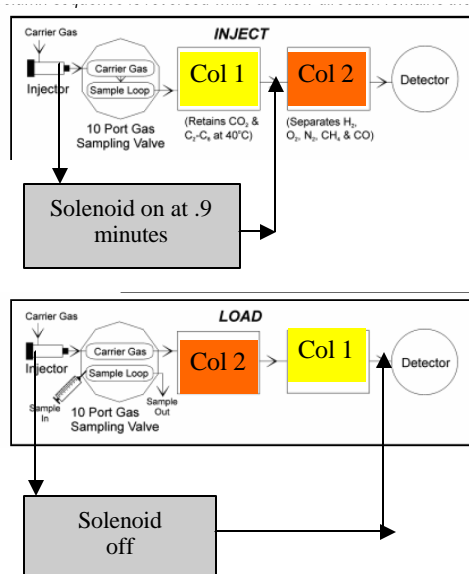 INJECT
Carrier Gas
Injector
Carrier Gas
Sample Loop
10 Port Gas
Sampling Valve
Col 1
(Retains CO₂ &
C₂-C₆ at 40°C)
Col 2
(Separates H₂,
O₂, N₂, CH₄ & CO)
Detector
Solenoid on at .9
minutes
LOAD
Carrier Gas
Injector
Carrier Gas
Sample Loop
Sample
In
Sample
Out
10 Port Gas
Sampling Valve
Col 2
Col 1
Detector
Solenoid
off